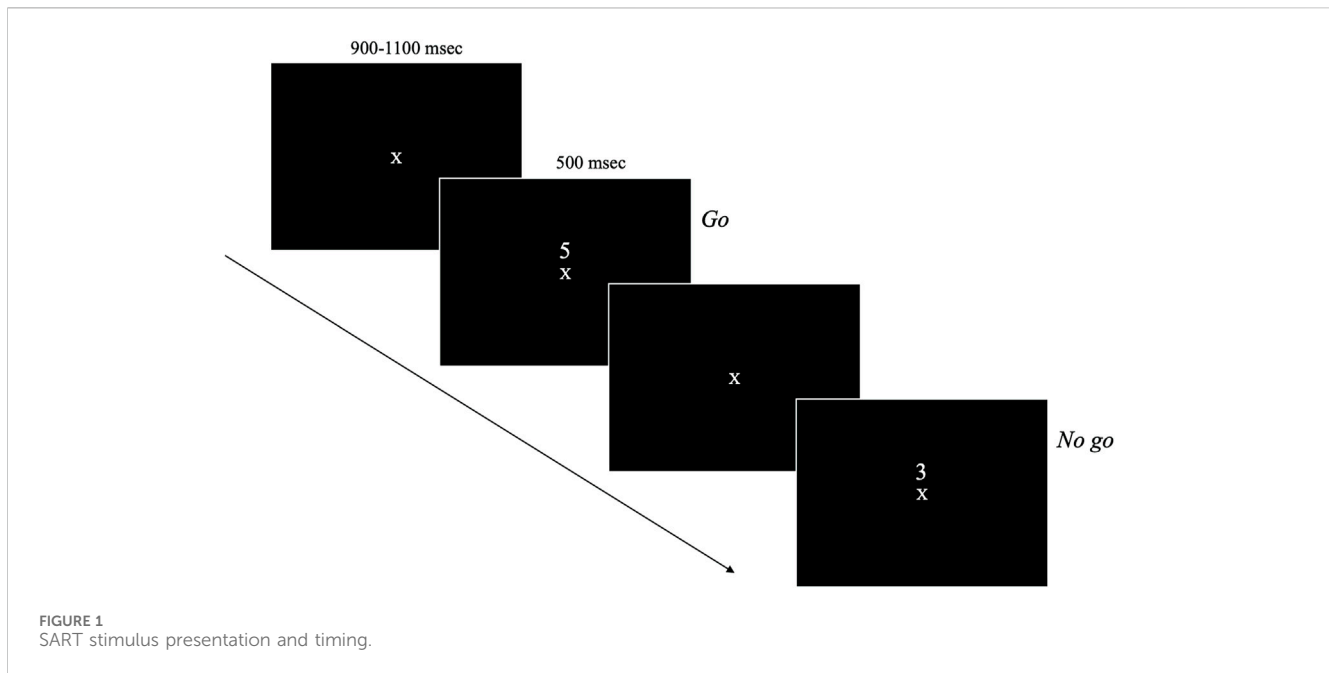 900-1100 msec
x
500 msec
Go
5
x
x
No go
3
x
FIGURE 1
SART stimulus presentation and timing.